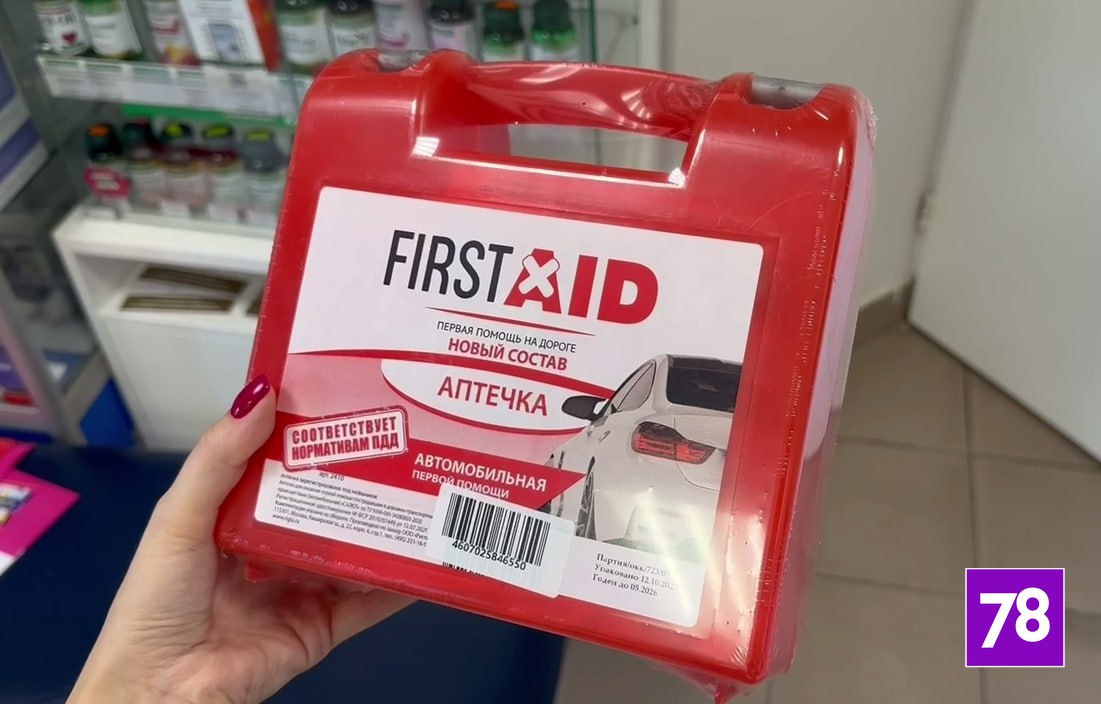 FIRST AID
ПЕРВАЯ ПОМОЩЬ НА ДОРОГЕ
НОВЫЙ СОСТАВ
АПТЕЧКА
СООТВЕТСТВУЕТ
НОРМАТИВАМ ПДД
АВТОМОБИЛЬНАЯ
ПЕРВОЙ ПОМОЩИ
4607025846550
Партия/окк/723/
Упаковано 12.10.
Годен до 05.2026
78